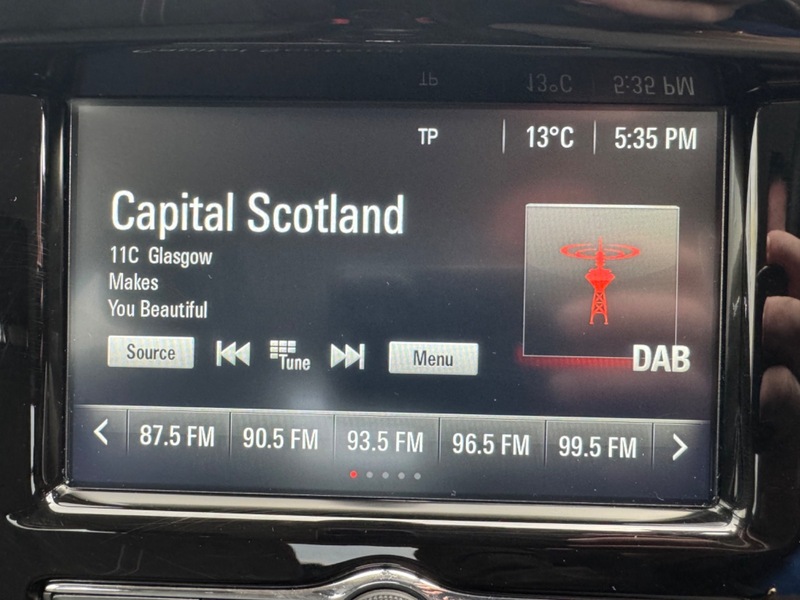 TP 13°C 5:35 PM
Capital Scotland
11C Glasgow
Makes
You Beautiful
Source Tune Menu
DAB
87.5 FM 90.5 FM 93.5 FM 96.5 FM 99.5 FM